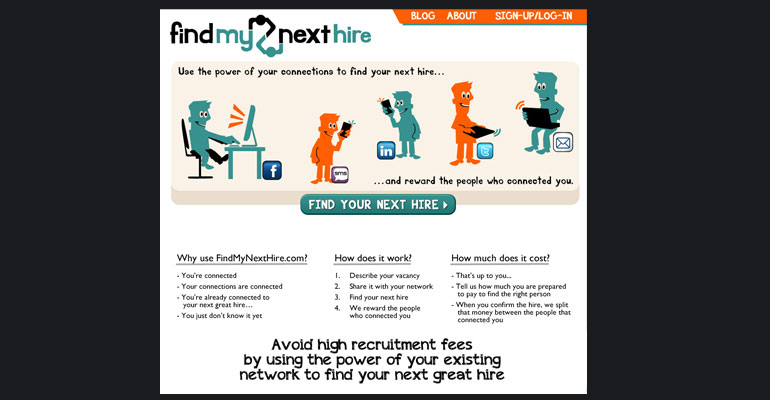 BLOG ABOUT SIGN-UP/LOG-IN
findmy nexthire
Use the power of your connections to find your next hire...
f
in
sms
...and reward the people who connected you.
FIND YOUR NEXT HIRE
Why use FindMyNextHire.com?
- You're connected
- Your connections are connected
- You're already connected to
your next great hire...
- You just don't know it yet
How does it work?
1. Describe your vacancy
2. Share it with your network
3. Find your next hire
4. We reward the people
who connected you
How much does it cost?
- That's up to you...
- Tell us how much you are prepared
to pay to find the right person
- When you confirm the hire, we split
that money between the people that
connected you
Avoid high recruitment fees
by using the power of your existing
network to find your next great hire